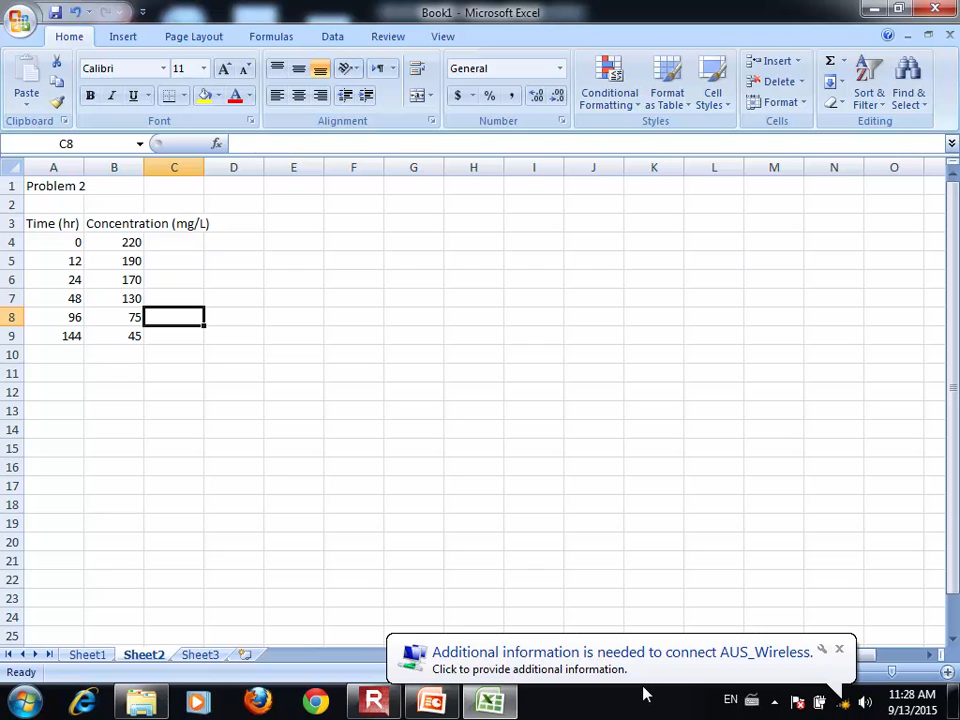 Book1 - Microsoft Excel
Home Insert Page Layout Formulas Data Review View
Paste
Calibri 11
B I U
General
$ % ,
Conditional Formatting
Format as Table
Cell Styles
Insert
Delete
Format
Sort & Filter
Find & Select
Clipboard Font Alignment Number Styles Cells Editing
C8 fx
A B C D E F G H I J K L M N O
1 Problem 2
2
3 Time (hr) Concentration (mg/L)
4 0 220
5 12 190
6 24 170
7 48 130
8 96 75
9 144 45
10
11
12
13
14
15
16
17
18
19
20
21
22
23
24
25
Sheet1 Sheet2 Sheet3
Ready
Additional information is needed to connect AUS_Wireless.
Click to provide additional information.
EN
11:28 AM
9/13/2015